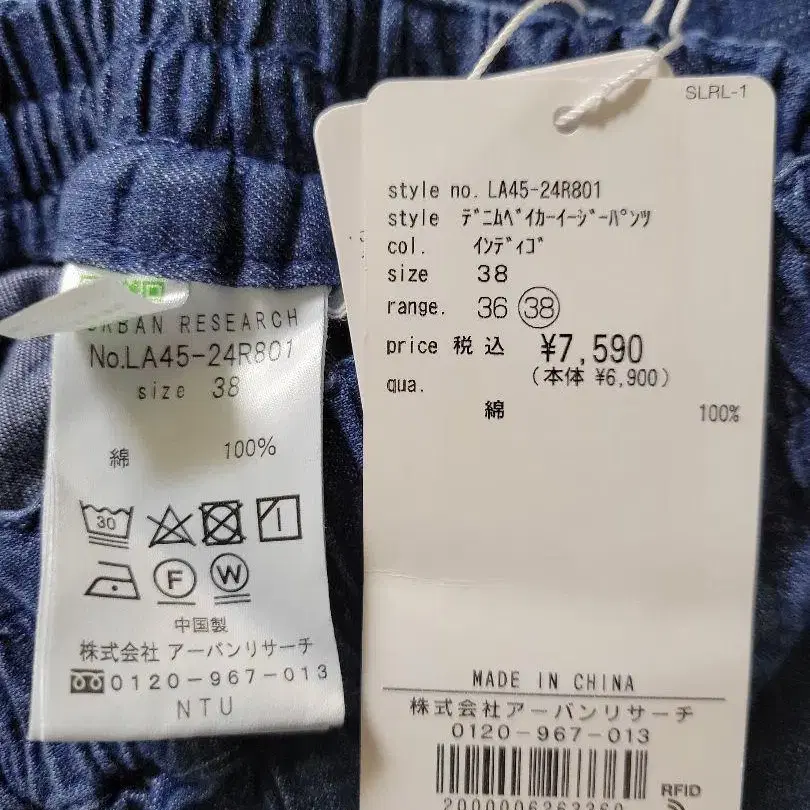 URBAN RESEARCH
No.LA45-24R801
size 38
綿 100%
30
F W
中国製
株式会社 アーバンリサーチ
0120-967-013
NTU
SLRL-1
style no. LA45-24R801
style ﾃﾞﾆﾑﾍﾞｲｶｰｲｰｼﾞｰﾊﾟﾝﾂ
col. ｲﾝﾃﾞｨｺﾞ
size 38
range. 36 38
price 税込 ¥7,590
(本体 ¥6,900)
qua.
綿 100%
MADE IN CHINA
株式会社アーバンリサーチ
0120-967-013
RFID